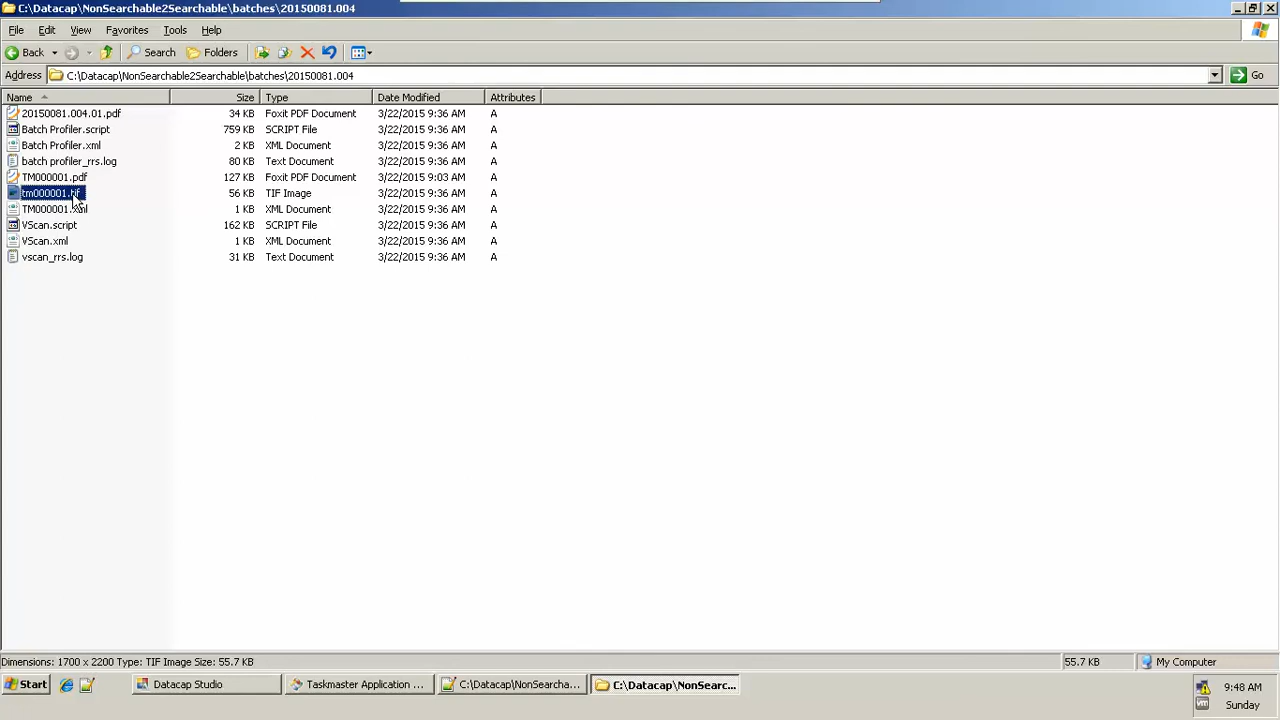 C:\Datacap\NonSearchable2Searchable\batches\20150081.004
File Edit View Favorites Tools Help
Back Search Folders
Address C:\Datacap\NonSearchable2Searchable\batches\20150081.004 Go
Name Size Type Date Modified Attributes
20150081.004.01.pdf 34 KB Foxit PDF Document 3/22/2015 9:36 AM A
Batch Profiler.script 759 KB SCRIPT File 3/22/2015 9:36 AM A
Batch Profiler.xml 2 KB XML Document 3/22/2015 9:36 AM A
batch profiler_rrs.log 80 KB Text Document 3/22/2015 9:36 AM A
TM000001.pdf 127 KB Foxit PDF Document 3/22/2015 9:03 AM A
tm000001.tif 56 KB TIF Image 3/22/2015 9:36 AM A
TM000001.xml 1 KB XML Document 3/22/2015 9:36 AM A
VScan.script 162 KB SCRIPT File 3/22/2015 9:36 AM A
VScan.xml 1 KB XML Document 3/22/2015 9:36 AM A
vscan_rrs.log 31 KB Text Document 3/22/2015 9:36 AM A
Dimensions: 1700 x 2200 Type: TIF Image Size: 55.7 KB 55.7 KB My Computer
Start Datacap Studio Taskmaster Application ... C:\Datacap\NonSearcha... C:\Datacap\NonSearc... 9:48 AM
Sunday